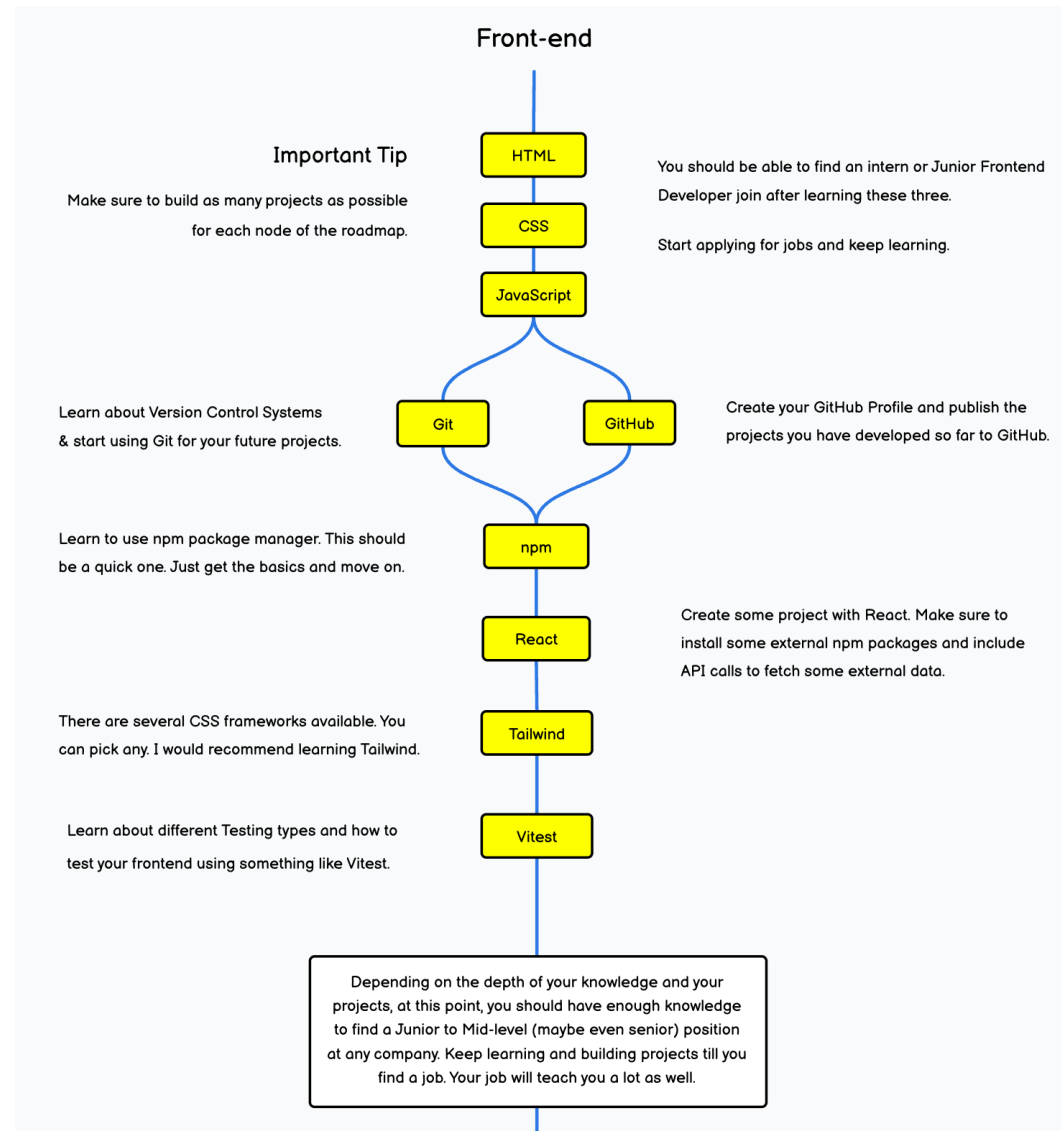 Front-end
Important Tip
Make sure to build as many projects as possible
for each node of the roadmap.
HTML
CSS
JavaScript
You should be able to find an intern or Junior Frontend
Developer join after learning these three.
Start applying for jobs and keep learning.
Learn about Version Control Systems
& start using Git for your future projects.
Git
GitHub
Create your GitHub Profile and publish the
projects you have developed so far to GitHub.
Learn to use npm package manager. This should
be a quick one. Just get the basics and move on.
npm
React
Create some project with React. Make sure to
install some external npm packages and include
API calls to fetch some external data.
There are several CSS frameworks available. You
can pick any. I would recommend learning Tailwind.
Tailwind
Learn about different Testing types and how to
test your frontend using something like Vitest.
Vitest
Depending on the depth of your knowledge and your
projects, at this point, you should have enough knowledge
to find a Junior to Mid-level (maybe even senior) position
at any company. Keep learning and building projects till you
find a job. Your job will teach you a lot as well.